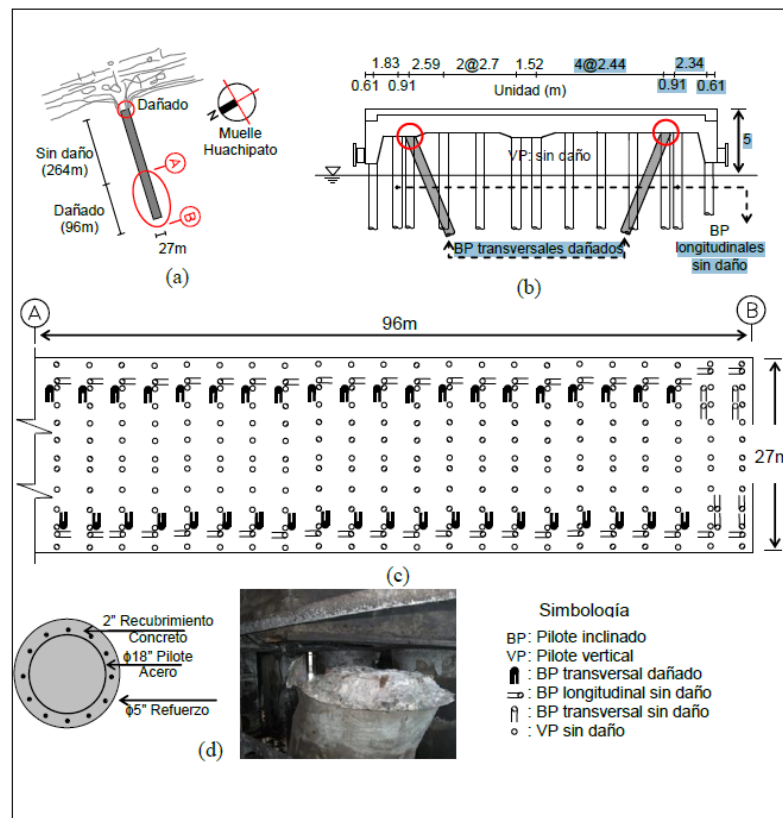 Dañado
N
Muelle
Huachipato
Sin daño
(264m)
A
Dañado
(96m)
B
27m
(a)
1.83 2.59 2@2.7 1.52 4@2.44 2.34
0.61 0.91 Unidad (m) 0.91 0.61
5
VP: sin daño
BP
longitudinales
sin daño
BP transversales dañados
(b)
A
B
96m
27m
(c)
2" Recubrimiento
Concreto
ϕ18" Pilote
Acero
ϕ5" Refuerzo
(d)
Simbología
BP: Pilote inclinado
VP: Pilote vertical
: BP transversal dañado
: BP longitudinal sin daño
: BP transversal sin daño
: VP sin daño